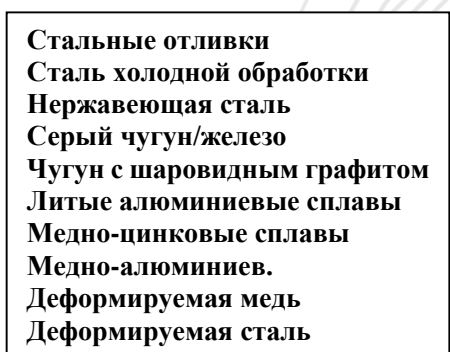 Стальные отливки
Сталь холодной обработки
Нержавеющая сталь
Серый чугун/железо
Чугун с шаровидным графитом
Литые алюминиевые сплавы
Медно-цинковые сплавы
Медно-алюминиев.
Деформируемая медь
Деформируемая сталь